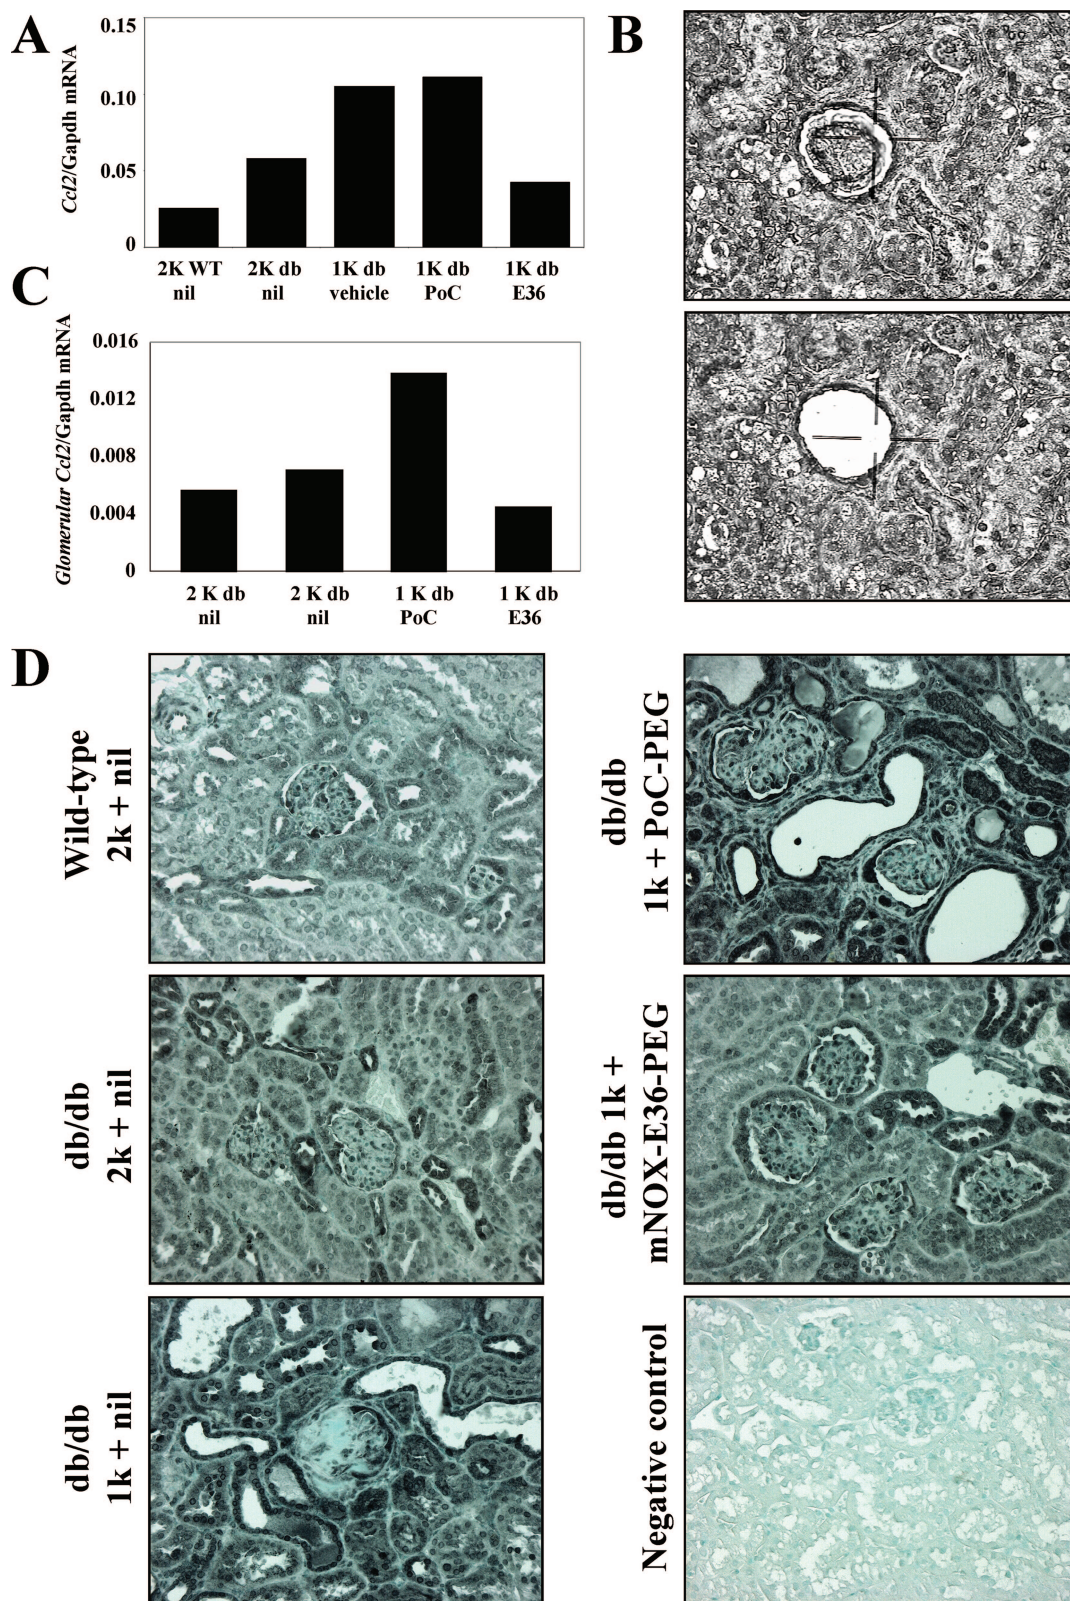 A
Ccl2/Gapdh mRNA
0.15
0.10
0.05
0
2K WT
nil
2K db
nil
1K db
vehicle
1K db
PoC
1K db
E36
B
C
Glomerular Ccl2/Gapdh mRNA
0.016
0.012
0.008
0.004
0
2 K db
nil
2 K db
nil
1 K db
PoC
1 K db
E36
D
Wild-type
2k + nil
db/db
2k + nil
db/db
1k + nil
db/db
1k + PoC-PEG
db/db 1k +
mNOX-E36-PEG
Negative control